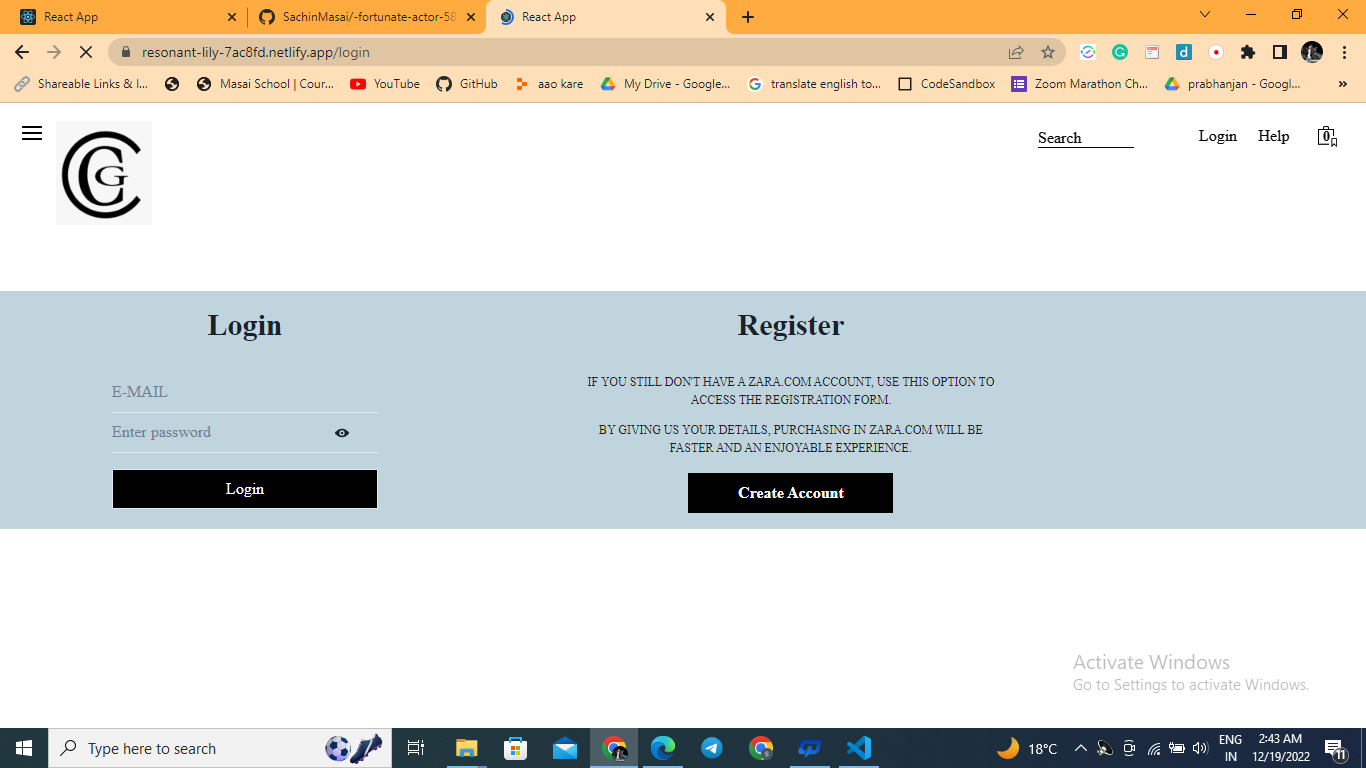 React App
SachinMasai/-fortunate-actor-58
React App
resonant-lily-7ac8fd.netlify.app/login
Shareable Links & I...
Masai School | Cour...
YouTube
GitHub
aao kare
My Drive - Google...
translate english to...
CodeSandbox
Zoom Marathon Ch...
prabhanjan - Googl...
»
CGC
Search
Login
Help
0
Login
Register
E-MAIL
IF YOU STILL DON'T HAVE A ZARA.COM ACCOUNT, USE THIS OPTION TO
ACCESS THE REGISTRATION FORM.
Enter password
BY GIVING US YOUR DETAILS, PURCHASING IN ZARA.COM WILL BE
FASTER AND AN ENJOYABLE EXPERIENCE.
Login
Create Account
Activate Windows
Go to Settings to activate Windows.
Type here to search
18°C
ENG
IN
2:43 AM
12/19/2022
11